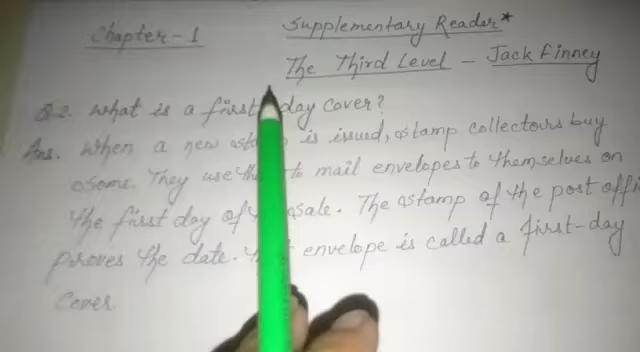 Chapter-1
Supplementary Reader*
The Third Level - Jack Finney
Q.2. What is a first day cover?
Ans. When a new is issued, stamp collectors buy
some. They use to mail envelopes to themselves on
the first day of sale. The stamp of the post
proves the date. envelope is called a first-day
cover